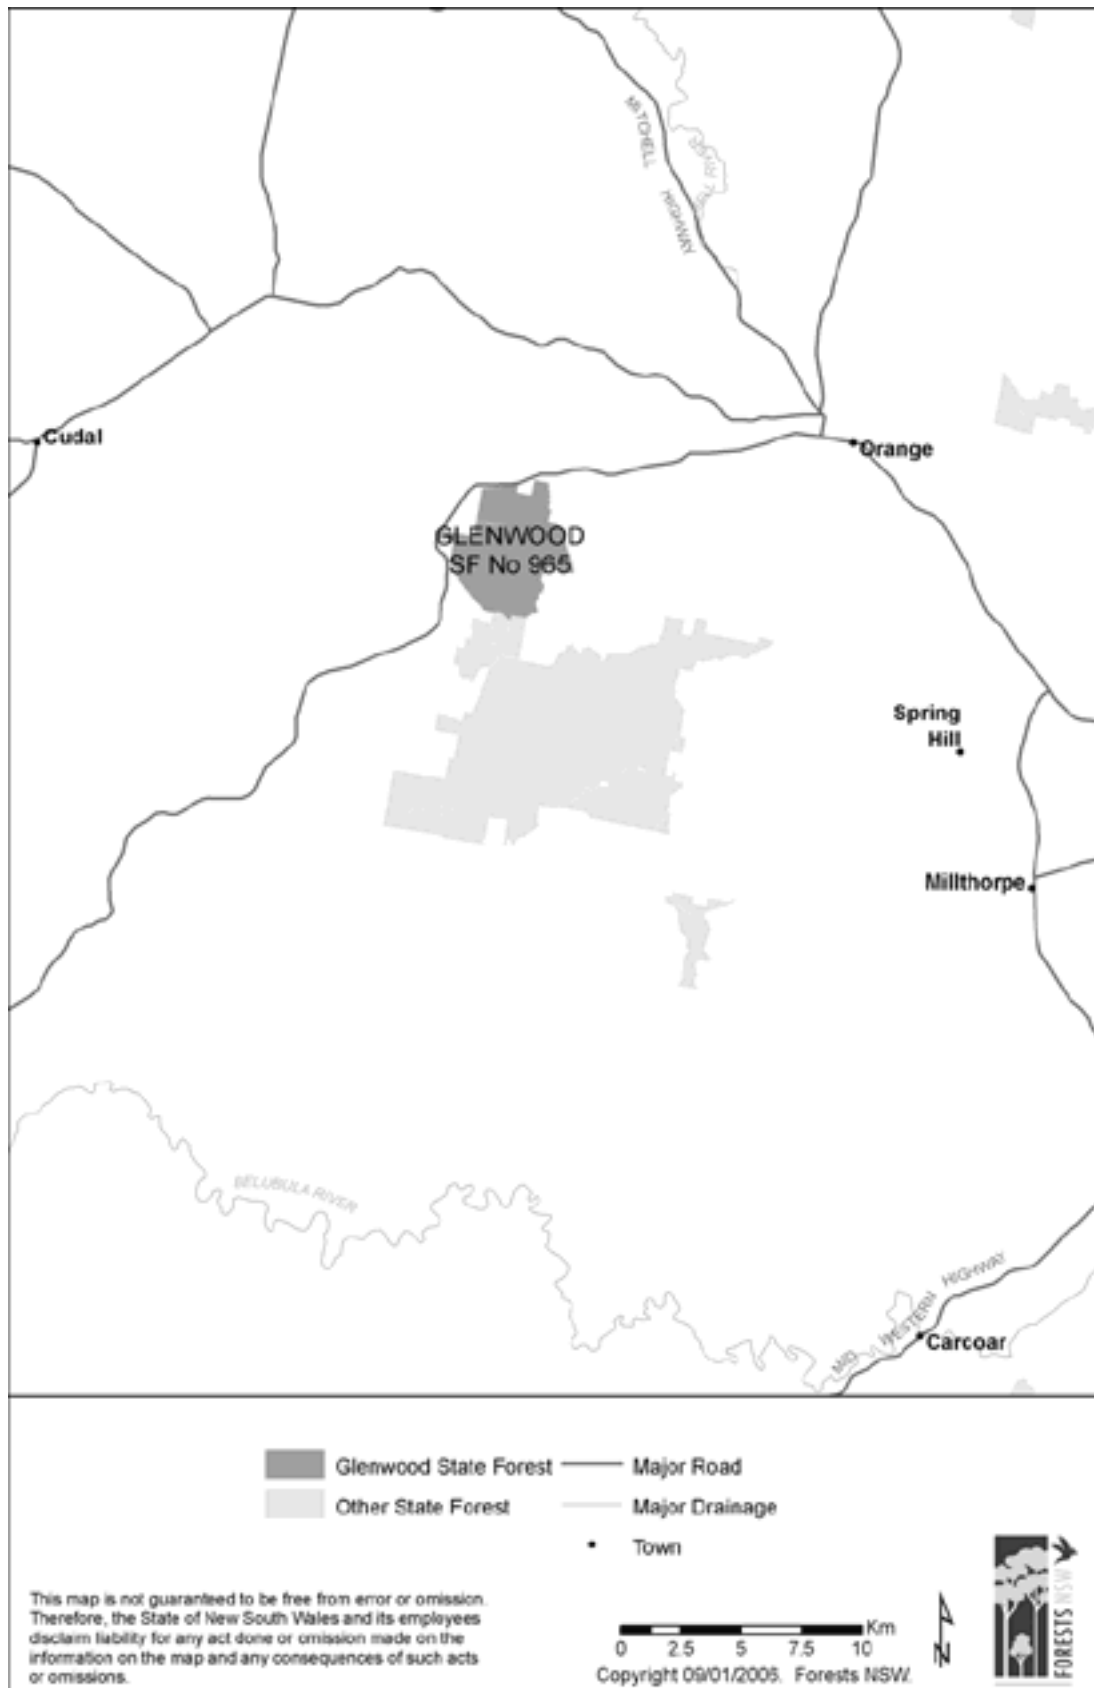 MITCHELL HIGHWAY
RIVER
Cudal
Orange
GLENWOOD
SF No 965
Spring
Hill
Millthorpe
BELUBULA RIVER
MID WESTERN HIGHWAY
Carcoar
Glenwood State Forest
Major Road
Other State Forest
Major Drainage
Town
This map is not guaranteed to be free from error or omission.
Therefore, the State of New South Wales and its employees
disclaim liability for any act done or omission made on the
information on the map and any consequences of such acts
or omissions.
Km
0 2.5 5 7.5 10
Copyright 09/01/2006. Forests NSW.
N
FORESTS NSW